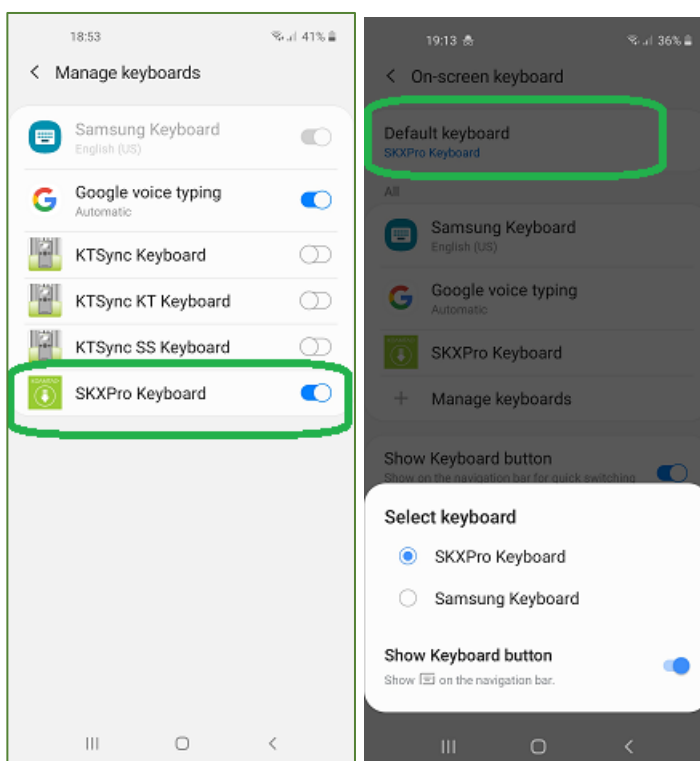 18:53
41%
Manage keyboards
Samsung Keyboard
English (US)
Google voice typing
Automatic
KTSync Keyboard
KTSync KT Keyboard
KTSync SS Keyboard
SKXPro Keyboard
19:13
36%
On-screen keyboard
Default keyboard
SKXPro Keyboard
All
Samsung Keyboard
English (US)
Google voice typing
Automatic
SKXPro Keyboard
Manage keyboards
Show Keyboard button
Show on the navigation bar for quick switching
Select keyboard
SKXPro Keyboard
Samsung Keyboard
Show Keyboard button
Show on the navigation bar.